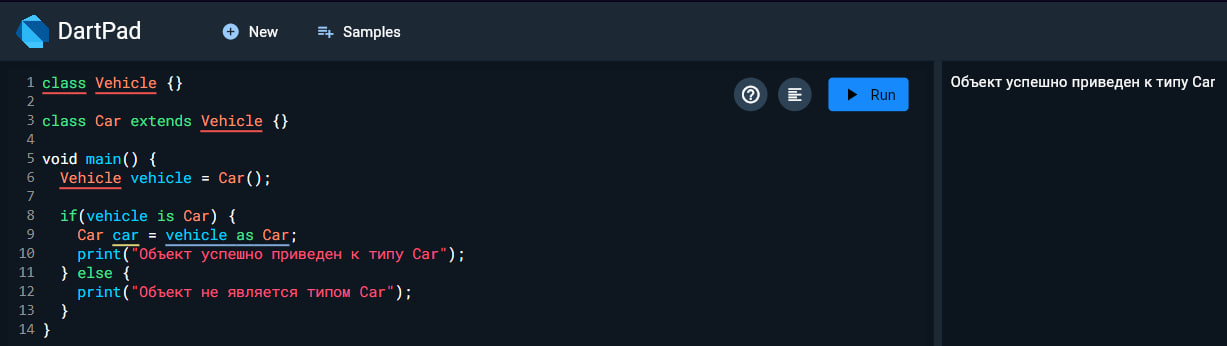 DartPad
New
Samples
1 class Vehicle {}
2
3 class Car extends Vehicle {}
4
5 void main() {
6   Vehicle vehicle = Car();
7
8   if(vehicle is Car) {
9     Car car = vehicle as Car;
10     print("Объект успешно приведен к типу Car");
11   } else {
12     print("Объект не является типом Car");
13   }
14 }
Run
Объект успешно приведен к типу Car